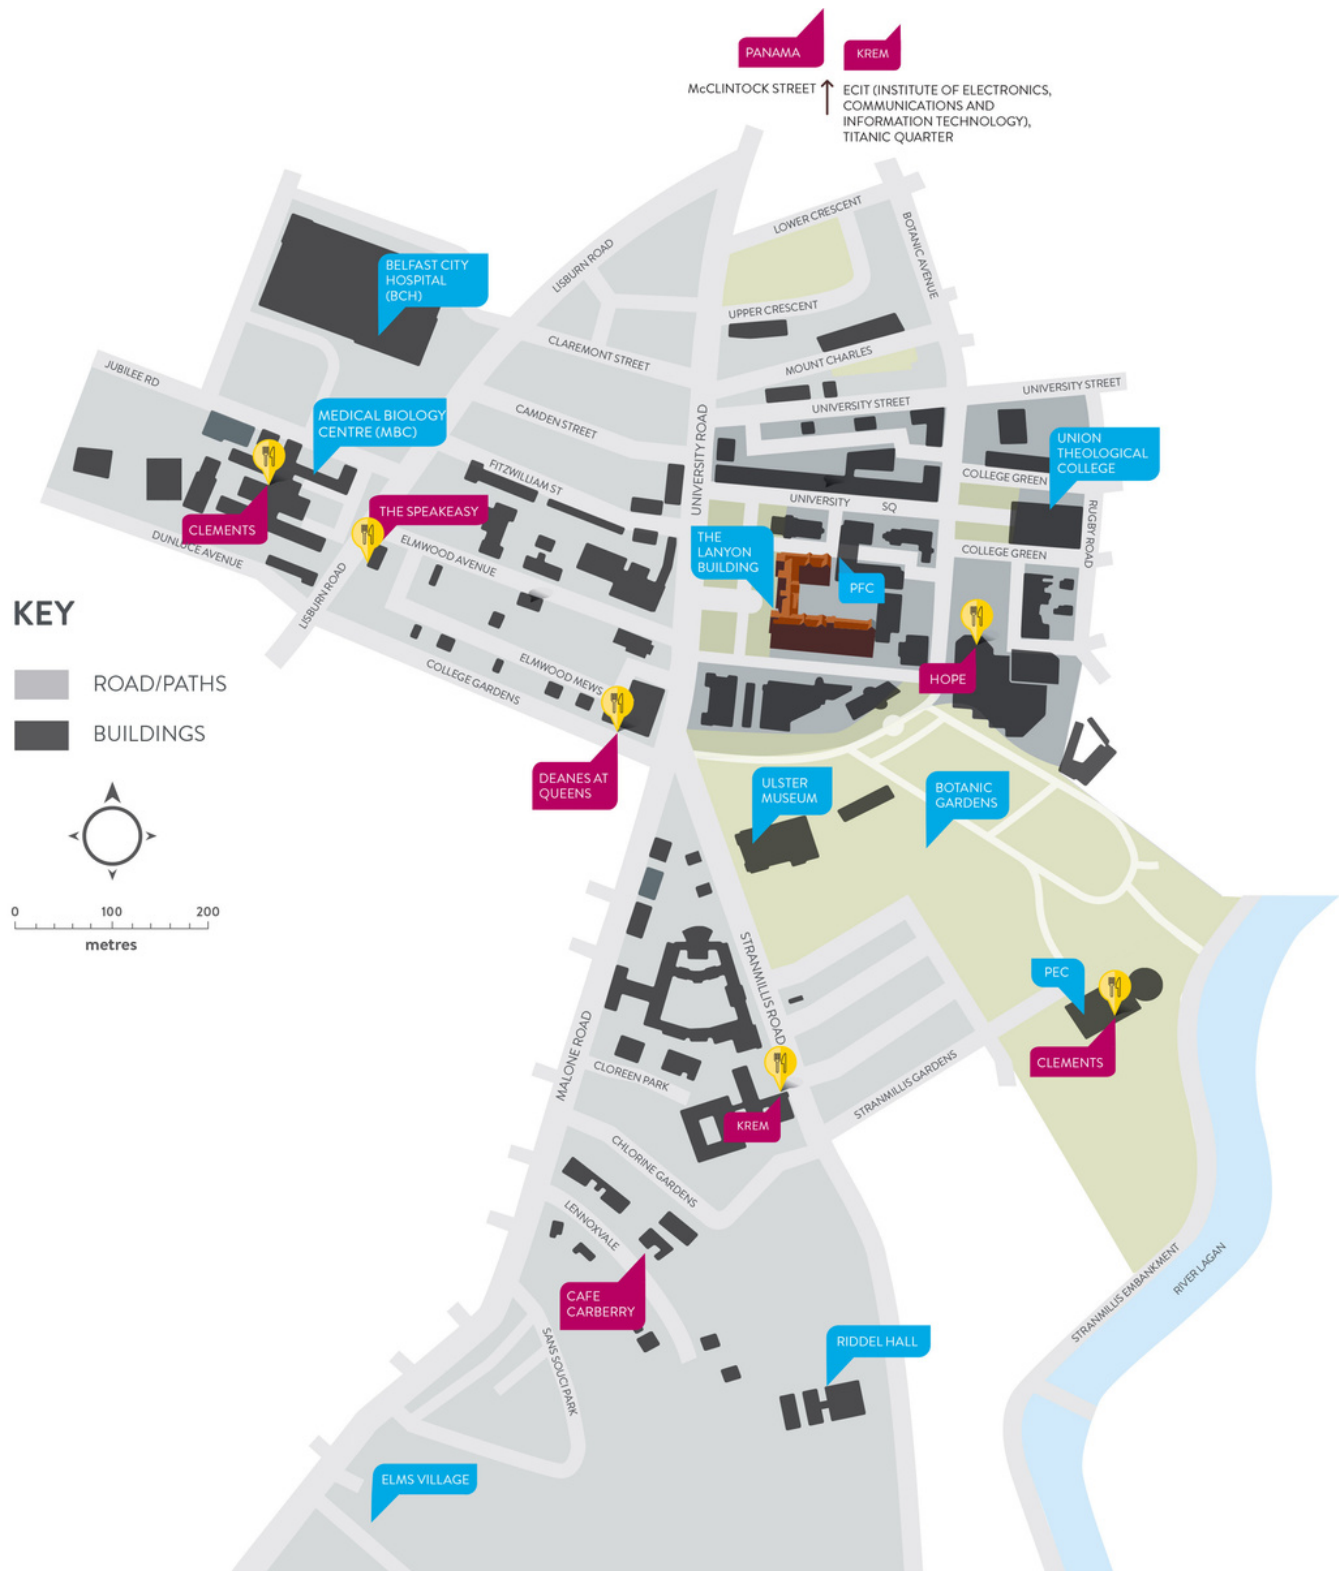 PANAMA
KREM
McCLINTOCK STREET
ECIT (INSTITUTE OF ELECTRONICS,
COMMUNICATIONS AND
INFORMATION TECHNOLOGY),
TITANIC QUARTER
LOWER CRESCENT
BOTANIC AVENUE
LISBURN ROAD
BELFAST CITY
HOSPITAL
(BCH)
UPPER CRESCENT
CLAREMONT STREET
MOUNT CHARLES
JUBILEE RD
UNIVERSITY STREET
UNIVERSITY STREET
UNIVERSITY ROAD
CAMDEN STREET
MEDICAL BIOLOGY
CENTRE (MBC)
UNION
THEOLOGICAL
COLLEGE
FITZWILLIAM ST
COLLEGE GREEN
UNIVERSITY SQ
RUGBY ROAD
CLEMENTS
THE SPEAKEASY
DUNLUCE AVENUE
ELMWOOD AVENUE
THE
LANYON
BUILDING
COLLEGE GREEN
PFC
LISBURN ROAD
KEY
ROAD/PATHS
BUILDINGS
ELMWOOD MEWS
COLLEGE GARDENS
HOPE
DEANES AT
QUEENS
ULSTER
MUSEUM
BOTANIC
GARDENS
0 100 200
metres
STRANMILLIS ROAD
PEC
CLEMENTS
MALONE ROAD
CLOREEN PARK
STRANMILLIS GARDENS
KREM
CHLORINE GARDENS
LENNOXVALE
CAFE
CARBERRY
STRANMILLIS EMBANKMENT
RIVER LAGAN
SANS SOUCI PARK
RIDDEL HALL
ELMS VILLAGE